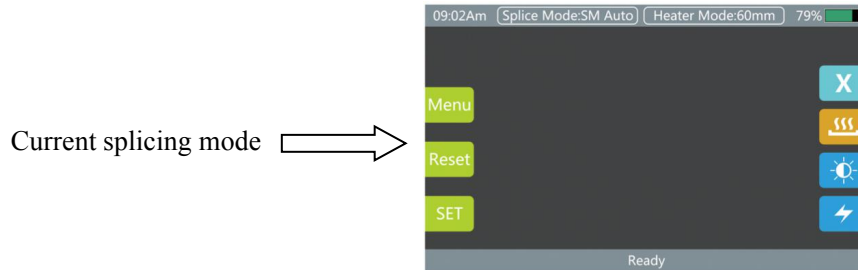 09:02Am Splice Mode:SM Auto Heater Mode:60mm 79%
X
Menu
Current splicing mode
Reset
SET
Ready